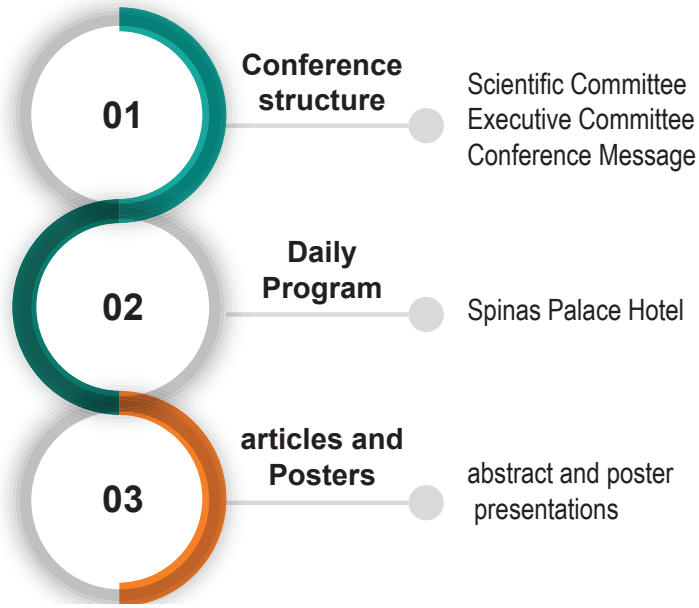 01
Conference
structure
Scientific Committee
Executive Committee
Conference Message
02
Daily
Program
Spinas Palace Hotel
03
articles and
Posters
abstract and poster
presentations